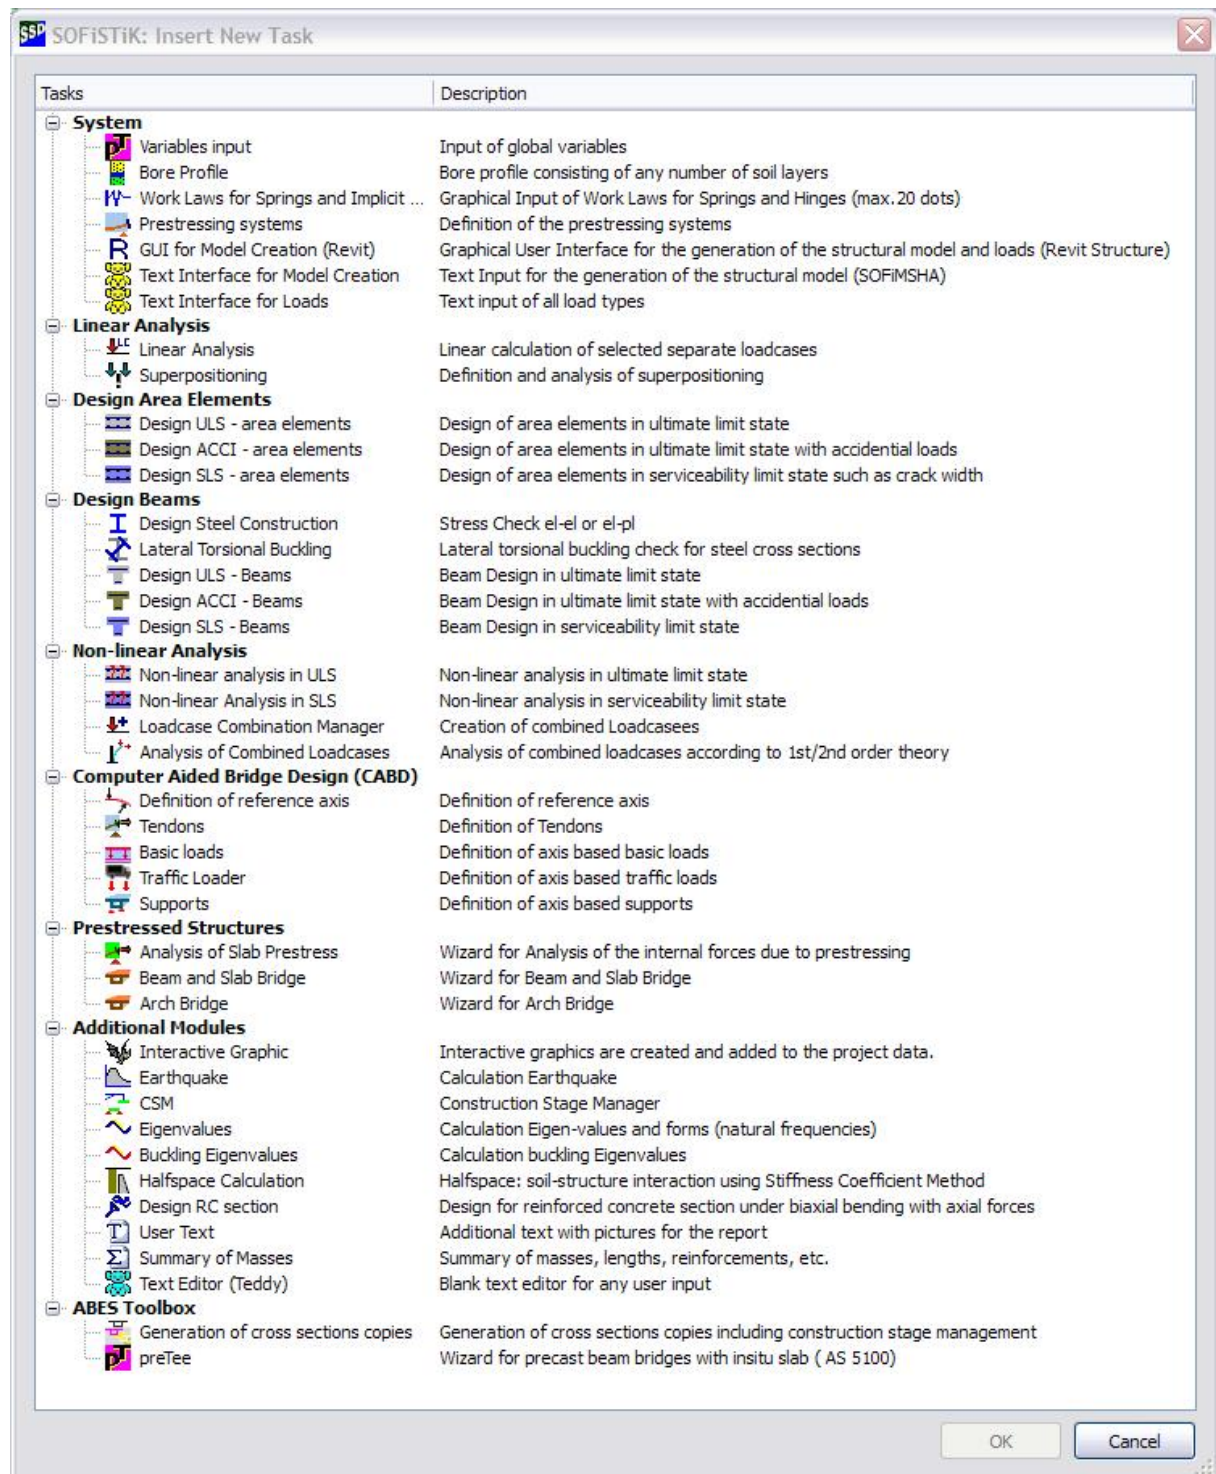 SSD SOFiSTiK: Insert New Task
Tasks Description
System
Variables input Input of global variables
Bore Profile Bore profile consisting of any number of soil layers
Work Laws for Springs and Implicit ... Graphical Input of Work Laws for Springs and Hinges (max.20 dots)
Prestressing systems Definition of the prestressing systems
R GUI for Model Creation (Revit) Graphical User Interface for the generation of the structural model and loads (Revit Structure)
Text Interface for Model Creation Text Input for the generation of the structural model (SOFiMSHA)
Text Interface for Loads Text input of all load types
Linear Analysis
LC Linear Analysis Linear calculation of selected separate loadcases
Superpositioning Definition and analysis of superpositioning
Design Area Elements
Design ULS - area elements Design of area elements in ultimate limit state
Design ACCI - area elements Design of area elements in ultimate limit state with accidential loads
Design SLS - area elements Design of area elements in serviceability limit state such as crack width
Design Beams
Design Steel Construction Stress Check el-el or el-pl
Lateral Torsional Buckling Lateral torsional buckling check for steel cross sections
Design ULS - Beams Beam Design in ultimate limit state
Design ACCI - Beams Beam Design in ultimate limit state with accidential loads
Design SLS - Beams Beam Design in serviceability limit state
Non-linear Analysis
Non-linear analysis in ULS Non-linear analysis in ultimate limit state
Non-linear Analysis in SLS Non-linear analysis in serviceability limit state
Loadcase Combination Manager Creation of combined Loadcasees
Analysis of Combined Loadcases Analysis of combined loadcases according to 1st/2nd order theory
Computer Aided Bridge Design (CABD)
Definition of reference axis Definition of reference axis
Tendons Definition of Tendons
Basic loads Definition of axis based basic loads
Traffic Loader Definition of axis based traffic loads
Supports Definition of axis based supports
Prestressed Structures
Analysis of Slab Prestress Wizard for Analysis of the internal forces due to prestressing
Beam and Slab Bridge Wizard for Beam and Slab Bridge
Arch Bridge Wizard for Arch Bridge
Additional Modules
Interactive Graphic Interactive graphics are created and added to the project data.
Earthquake Calculation Earthquake
CSM Construction Stage Manager
Eigenvalues Calculation Eigen-values and forms (natural frequencies)
Buckling Eigenvalues Calculation buckling Eigenvalues
Halfspace Calculation Halfspace: soil-structure interaction using Stiffness Coefficient Method
Design RC section Design for reinforced concrete section under biaxial bending with axial forces
T User Text Additional text with pictures for the report
Σ Summary of Masses Summary of masses, lengths, reinforcements, etc.
Text Editor (Teddy) Blank text editor for any user input
ABES Toolbox
Generation of cross sections copies Generation of cross sections copies including construction stage management
preTee Wizard for precast beam bridges with insitu slab ( AS 5100)
OK Cancel